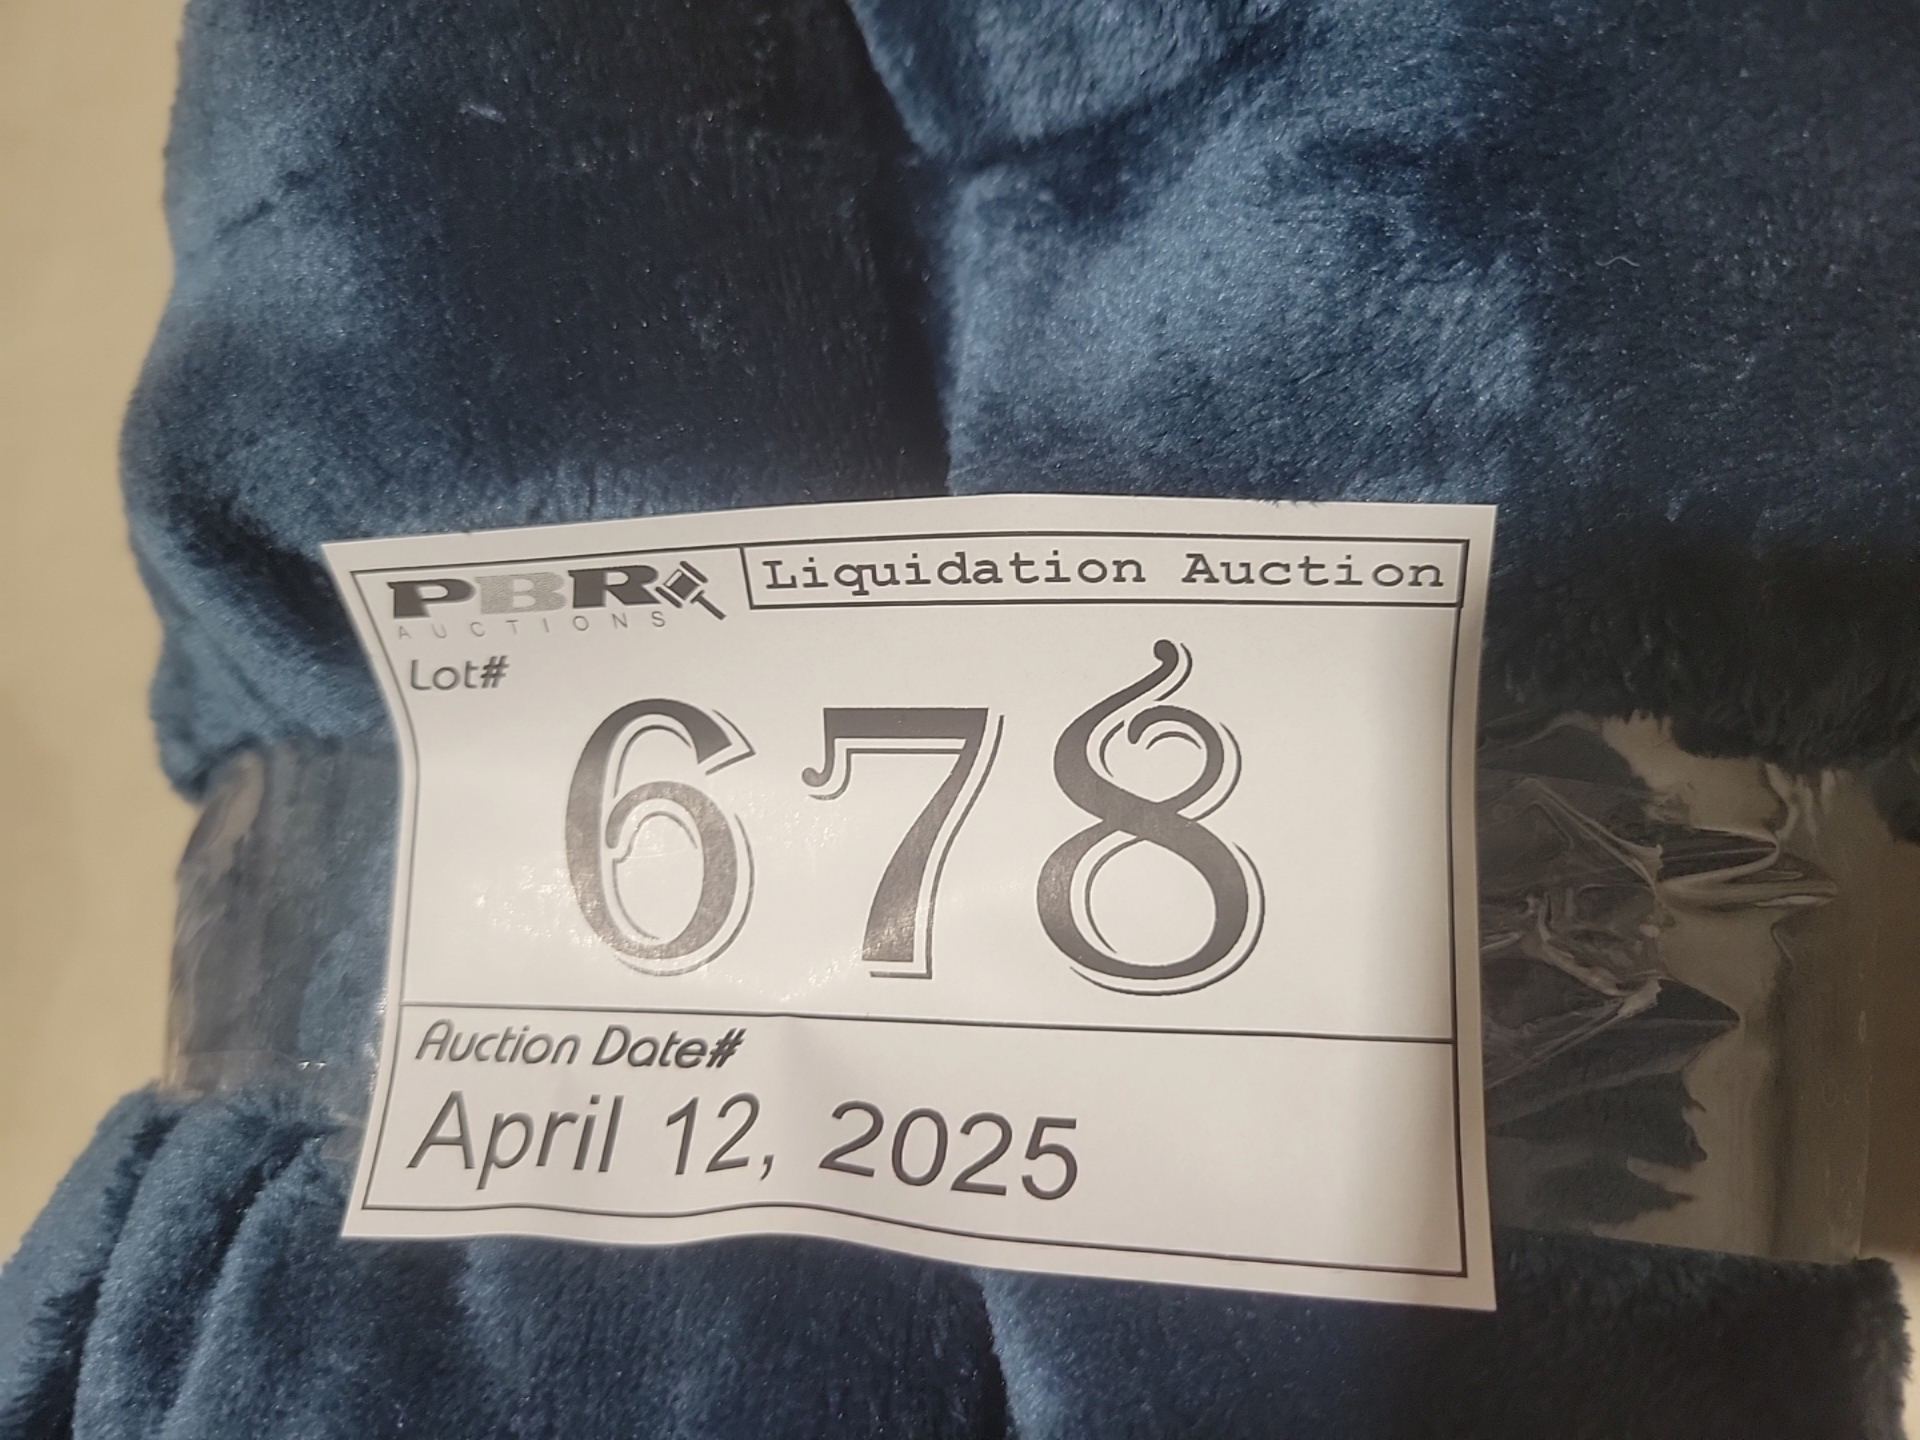 PBR
AUCTIONS
Liquidation Auction
Lot#
678
Auction Date#
April 12, 2025